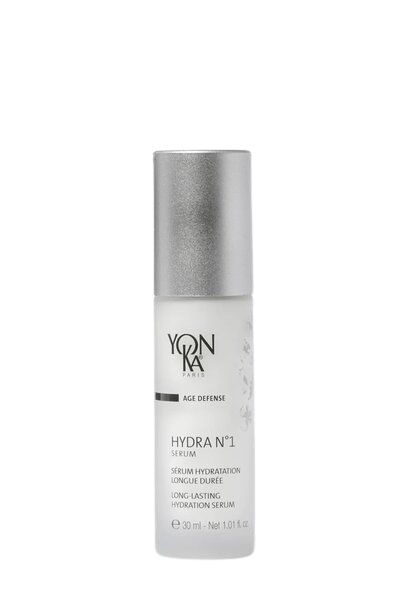 YON
KA®
PARIS
AGE DEFENSE
HYDRA N°1
SERUM
SÉRUM HYDRATATION
LONGUE DURÉE
LONG-LASTING
HYDRATION SERUM
℮ 30 ml - Net 1.01 fl. oz.